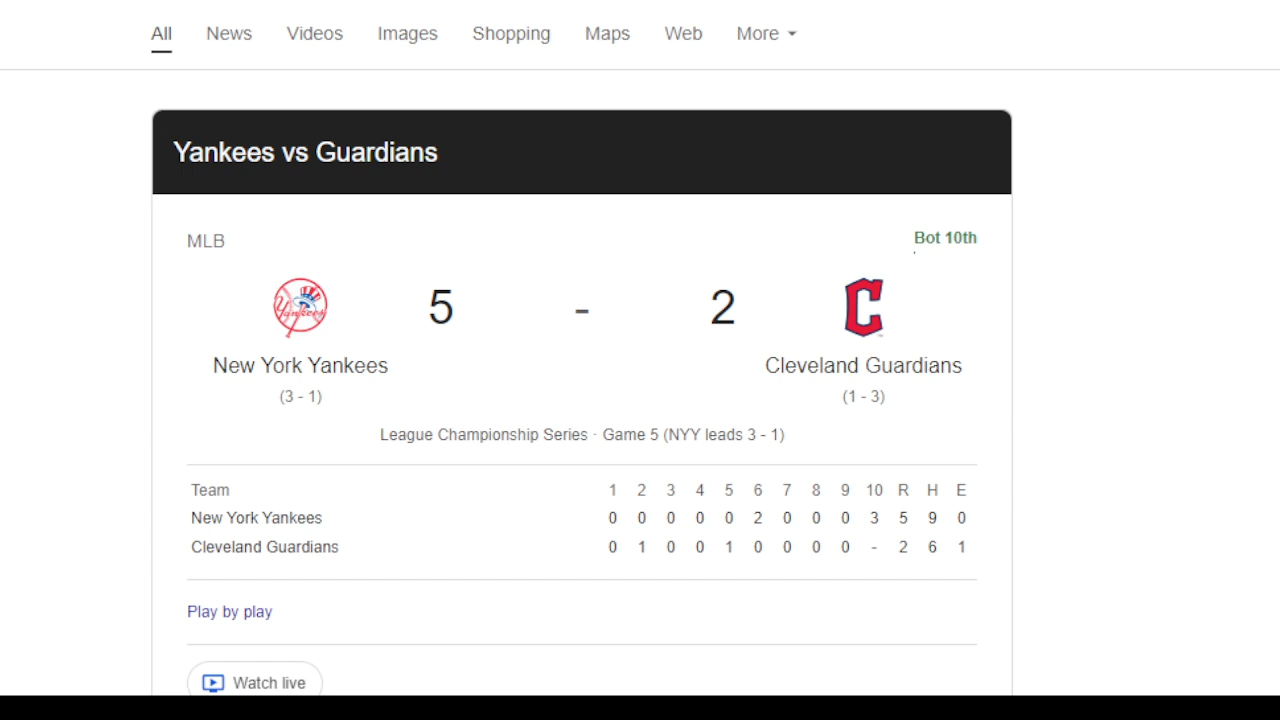 All News Videos Images Shopping Maps Web More
Yankees vs Guardians
MLB
Bot 10th
Yankees
5 - 2
New York Yankees Cleveland Guardians
(3 - 1) (1 - 3)
League Championship Series · Game 5 (NYY leads 3 - 1)
Team 1 2 3 4 5 6 7 8 9 10 R H E
New York Yankees 0 0 0 0 0 2 0 0 0 3 5 9 0
Cleveland Guardians 0 1 0 0 1 0 0 0 0 - 2 6 1
Play by play
Watch live